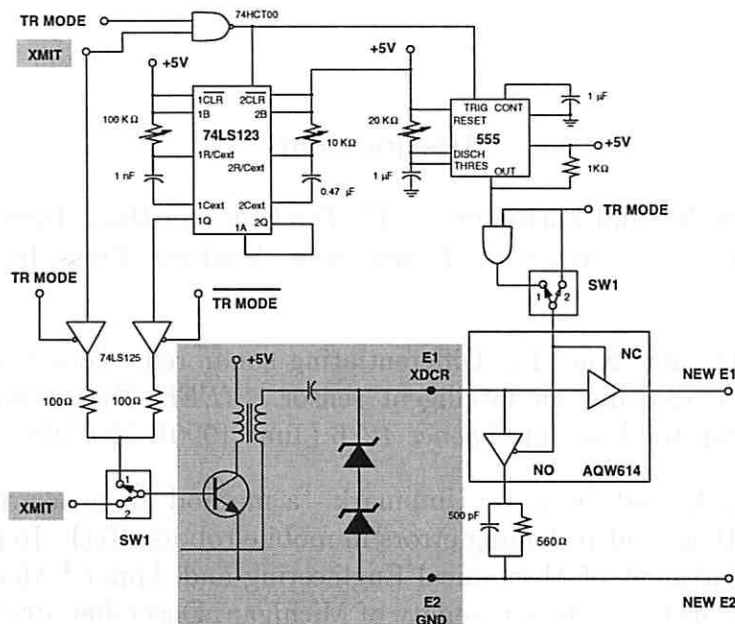 74HCT00
TR MODE
XMIT
+5V
+5V
1CLR
1B
2CLR
2B
100 KΩ
74LS123
10 KΩ
1R/Cext
2R/Cext
1 nF
0.47 µF
1Cext
2Cext
1Q
2Q
1A
20 KΩ
1 µF
TRIG
CONT
RESET
555
DISCH
THRES
OUT
1 µF
+5V
1KΩ
TR MODE
SW1
1
2
TR MODE
TR MODE
74LS125
100Ω
100Ω
+5V
E1
XDCR
NC
NEW E1
NO
AQW614
500 pF
560Ω
XMIT
1
2
SW1
E2
GND
NEW E2